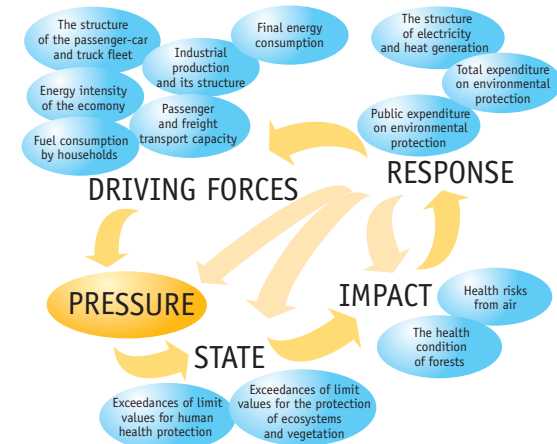 The structure
of the passenger-car
and truck fleet
Industrial
production
and its structure
Final energy
consumption
Energy intensity
of the ecomony
Passenger
and freight
transport capacity
Fuel consumption
by households
DRIVING FORCES
The structure
of electricity
and heat generation
Total expenditure
on environmental
protection
Public expenditure
on environmental
protection
RESPONSE
PRESSURE
IMPACT
Health risks
from air
The health
condition
of forests
STATE
Exceedances of limit
values for human
health protection
Exceedances of limit
values for the protection
of ecosystems
and vegetation